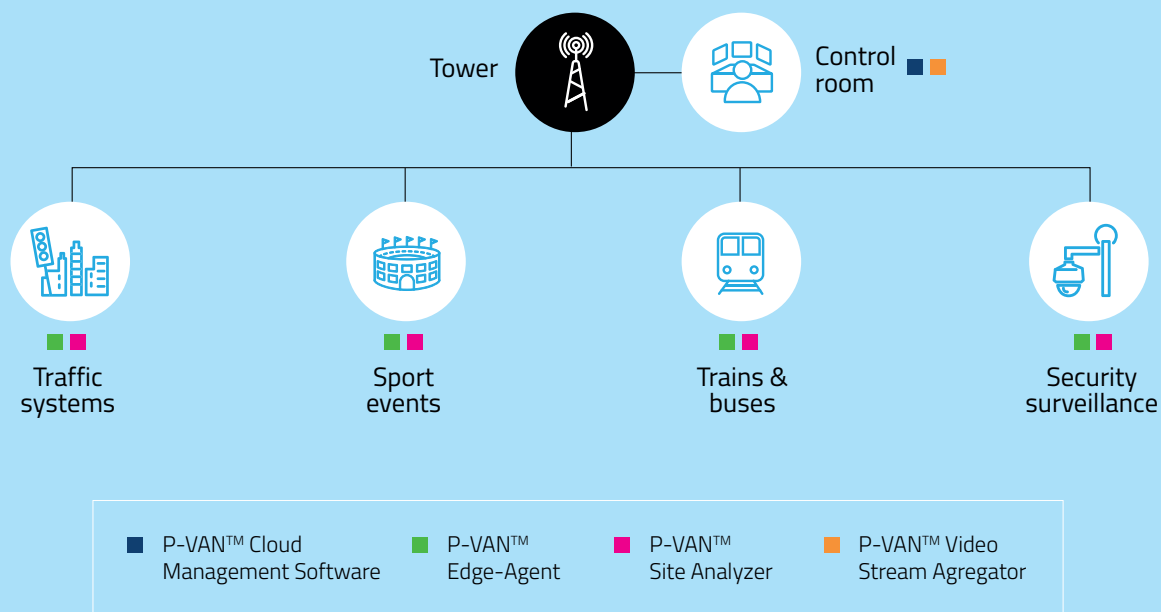 Tower
Control
room
Traffic
systems
Sport
events
Trains &
buses
Security
surveillance
P-VAN™ Cloud
Management Software
P-VAN™
Edge-Agent
P-VAN™
Site Analyzer
P-VAN™ Video
Stream Agregator